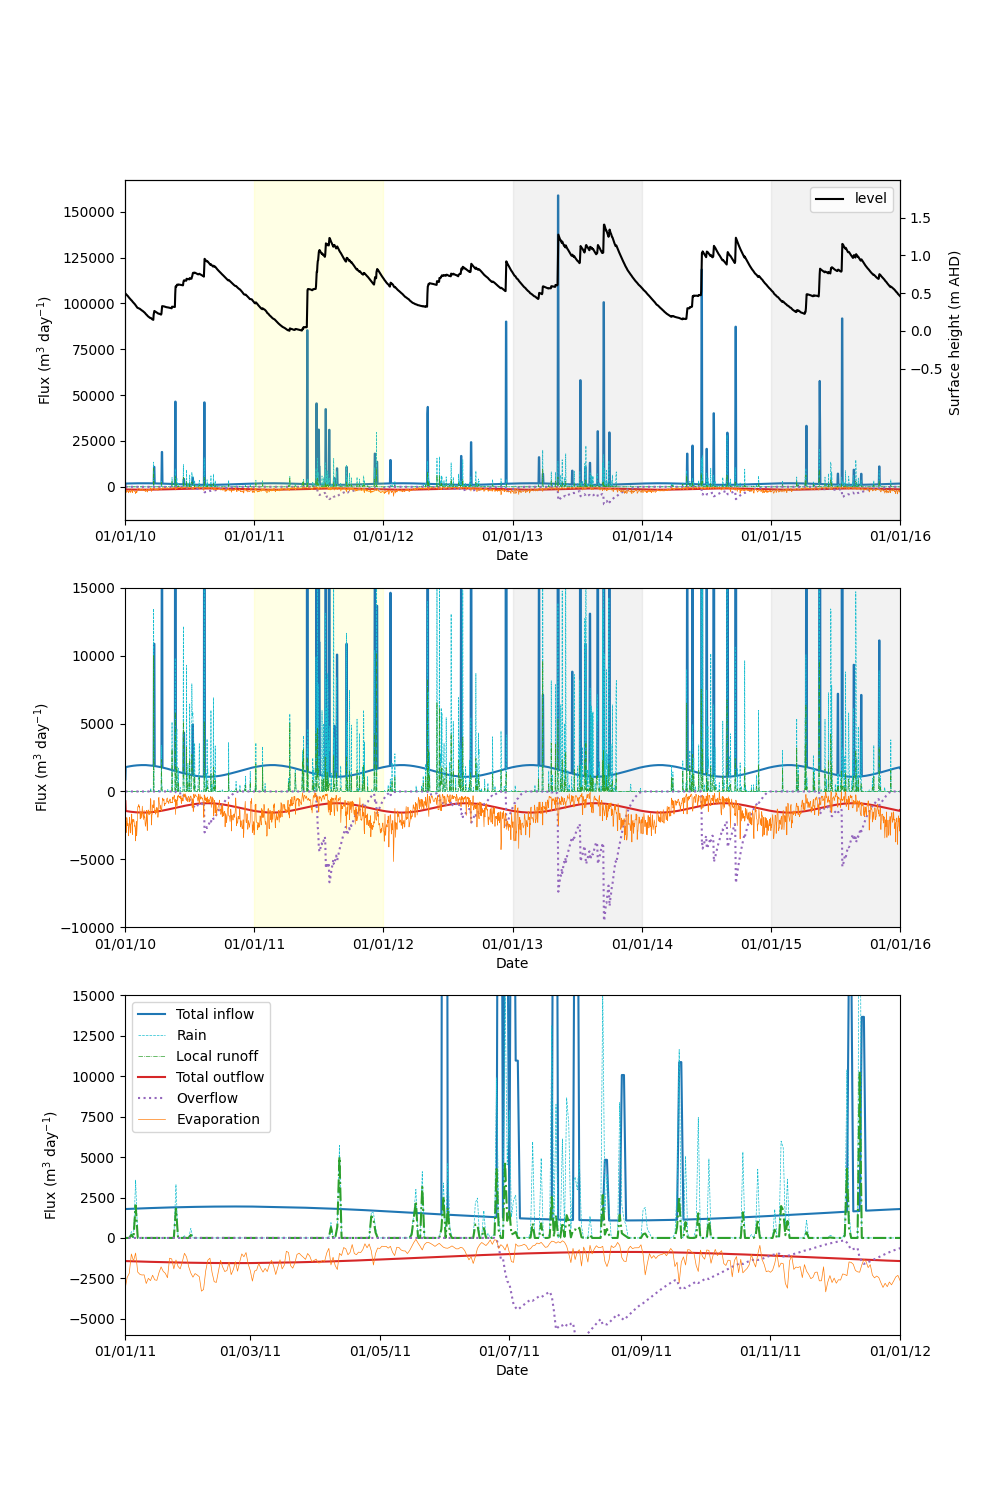 level
150000
125000
100000
75000
50000
25000
0
Flux (m³ day⁻¹)
1.5
1.0
0.5
0.0
−0.5
Surface height (m AHD)
01/01/10 01/01/11 01/01/12 01/01/13 01/01/14 01/01/15 01/01/16
Date
15000
10000
5000
0
−5000
−10000
Flux (m³ day⁻¹)
01/01/10 01/01/11 01/01/12 01/01/13 01/01/14 01/01/15 01/01/16
Date
15000
12500
10000
7500
5000
2500
0
−2500
−5000
Flux (m³ day⁻¹)
Total inflow
Rain
Local runoff
Total outflow
Overflow
Evaporation
01/01/11 01/03/11 01/05/11 01/07/11 01/09/11 01/11/11 01/01/12
Date